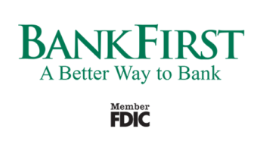 BANKFIRST
A Better Way to Bank
Member
FDIC